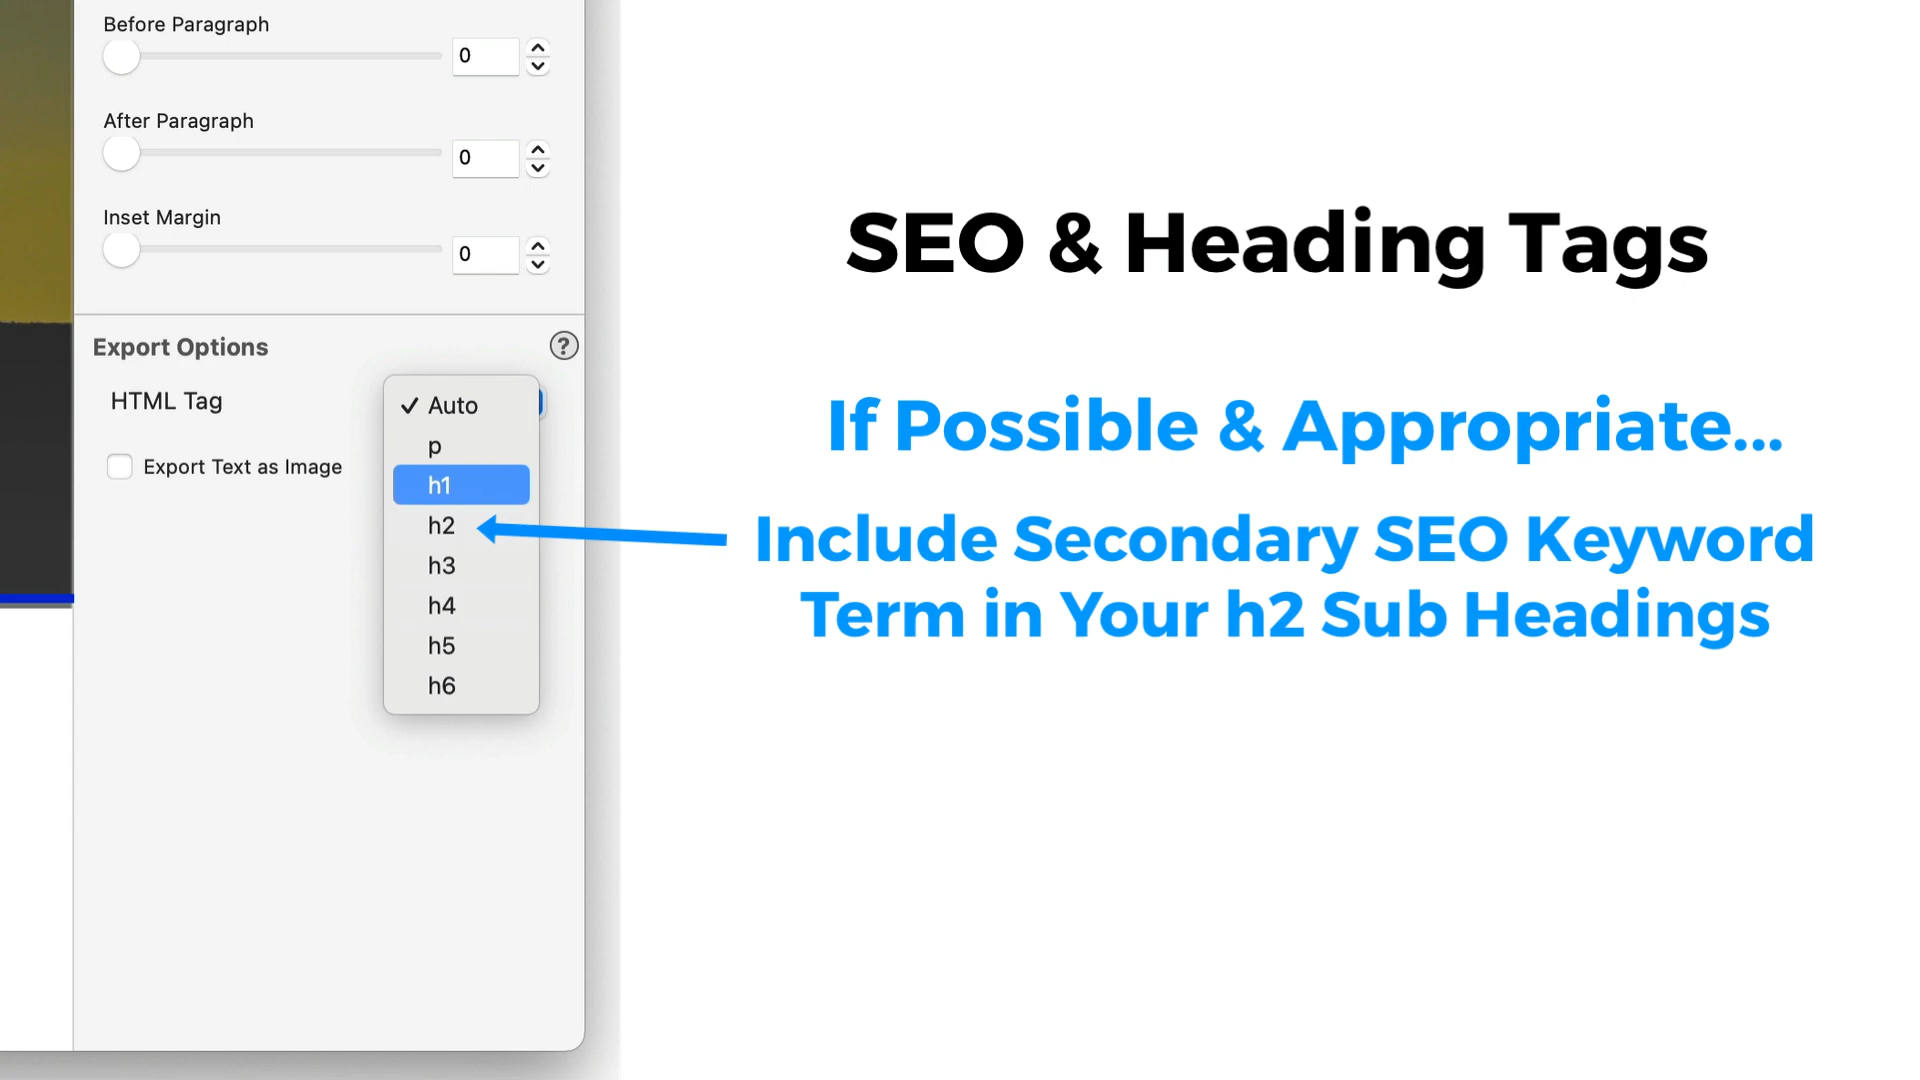 Before Paragraph
0
After Paragraph
0
Inset Margin
0
Export Options
?
HTML Tag
Auto
p
Export Text as Image
h1
h2
h3
h4
h5
h6
SEO & Heading Tags
If Possible & Appropriate...
Include Secondary SEO Keyword
Term in Your h2 Sub Headings